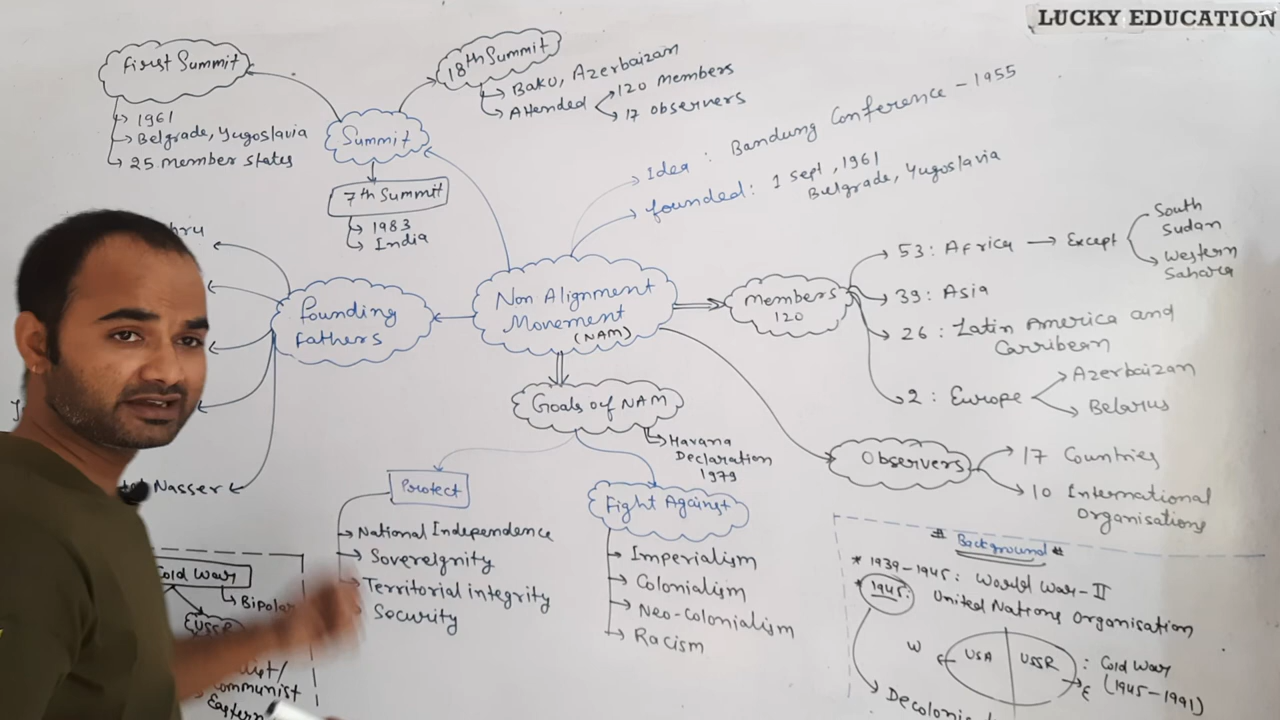 LUCKY EDUCATION
First Summit
1961
Belgrade, Yugoslavia
25 Member states
Summit
18th Summit
Baku, Azerbaizan
Attended
120 Members
17 Observers
7th Summit
1983
India
Idea : Bandung Conference - 1955
founded : 1 sept, 1961
Belgrade, Yugoslavia
Non Alignment
Movement
(NAM)
founding
fathers
Nasser
Members
120
53 : Africa
Except
South
Sudan
Western
Sahara
39 : Asia
26 : Latin America and
Carribean
2 : Europe
Azerbaizan
Belarus
Observers
17 Countries
10 International
Organisations
Goals of NAM
Havana
Declaration
1979
Protect
National Independence
Sovereignity
Territorial integrity
Security
Fight Against
Imperialism
Colonialism
Neo-Colonialism
Racism
Cold War
Bipolar
USSR
Communist
Eastern
# Background #
* 1939-1945 : World War-II
* 1945 : United Nations Organisation
W
USA
USSR
E
: Cold War
(1945-1991)